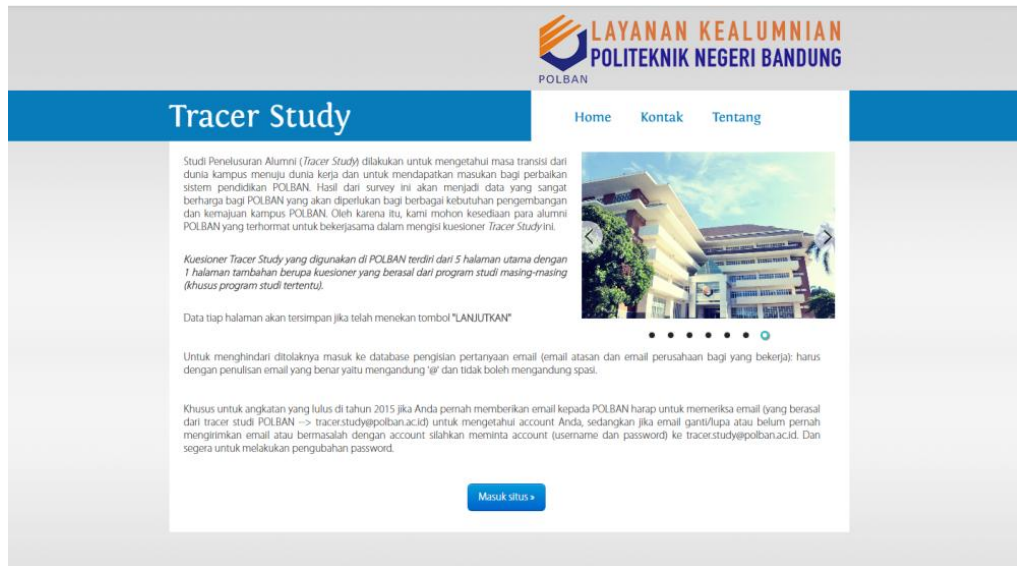 LAYANAN KEALUMNIAN
POLITEKNIK NEGERI BANDUNG
POLBAN
Tracer Study
Home Kontak Tentang
Studi Penelusuran Alumni (Tracer Study) dilakukan untuk mengetahui masa transisi dari
dunia kampus menuju dunia kerja dan untuk mendapatkan masukan bagi perbaikan
sistem pendidikan POLBAN. Hasil dari survey ini akan menjadi data yang sangat
berharga bagi POLBAN yang akan diperlukan bagi berbagai kebutuhan pengembangan
dan kemajuan kampus POLBAN. Oleh karena itu, kami mohon kesediaan para alumni
POLBAN yang terhormat untuk bekerjasama dalam mengisi kuesioner Tracer Study ini.
Kuesioner Tracer Study yang digunakan di POLBAN terdiri dari 5 halaman utama dengan
1 halaman tambahan berupa kuesioner yang berasal dari program studi masing-masing
(khusus program studi tertentu).
Data tiap halaman akan tersimpan jika telah menekan tombol "LANJUTKAN"
Untuk menghindari ditolaknya masuk ke database pengisian pertanyaan email (email atasan dan email perusahaan bagi yang bekerja): harus
dengan penulisan email yang benar yaitu mengandung '@' dan tidak boleh mengandung spasi.
Khusus untuk angkatan yang lulus di tahun 2015 jika Anda pernah memberikan email kepada POLBAN harap untuk memeriksa email (yang berasal
dari tracer studi POLBAN --> tracer.study@polban.ac.id) untuk mengetahui account Anda, sedangkan jika email ganti/lupa atau belum pernah
mengirimkan email atau bermasalah dengan account silahkan meminta account (username dan password) ke tracer.study@polban.ac.id. Dan
segera untuk melakukan pengubahan password.
Masuk situs »